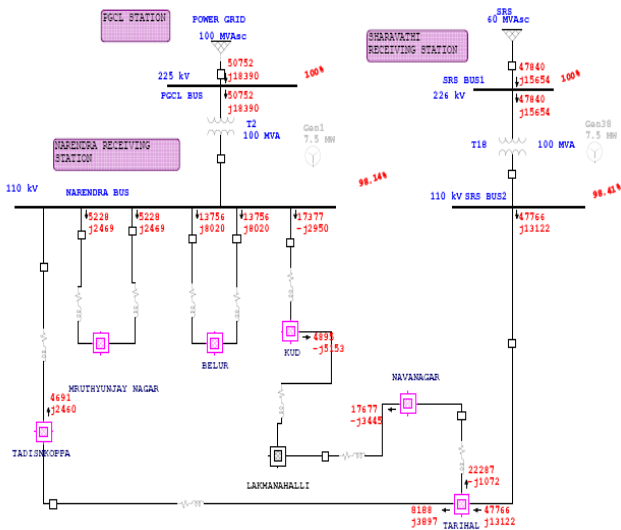 PGCL STATION
POWER GRID
100 MVAsc
50752
j18390
100%
225 kV
PGCL BUS
50752
j18390
T2
100 MVA
Gen1
7.5 MW
NARENDRA RECEIVING
STATION
98.14%
110 kV
NARENDRA BUS
5228
j2469
5228
j2469
13756
j8020
13756
j8020
17377
-j2950
SRS
60 MVAsc
SHARAVATHI
RECEIVING STATION
47840
j15654
100%
SRS BUS1
226 kV
47840
j15654
Gen38
7.5 MW
T18
100 MVA
98.41%
110 kV SRS BUS2
47766
j13122
4895
-j5153
KUD
BELUR
MRUTHYUNJAY NAGAR
NAVANAGAR
17677
-j3445
4691
j2460
TADISNKOPPA
LAKMANAHALLI
22287
-j1072
8188
j3897
47766
j13122
TARIHAL